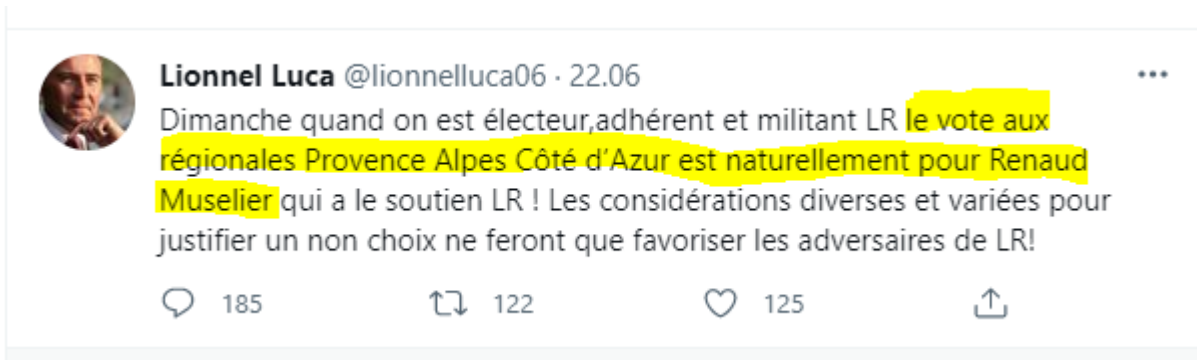 Lionnel Luca @lionnelluca06 · 22.06
Dimanche quand on est électeur,adhérent et militant LR le vote aux
régionales Provence Alpes Côté d’Azur est naturellement pour Renaud
Muselier qui a le soutien LR ! Les considérations diverses et variées pour
justifier un non choix ne feront que favoriser les adversaires de LR!
185 122 125